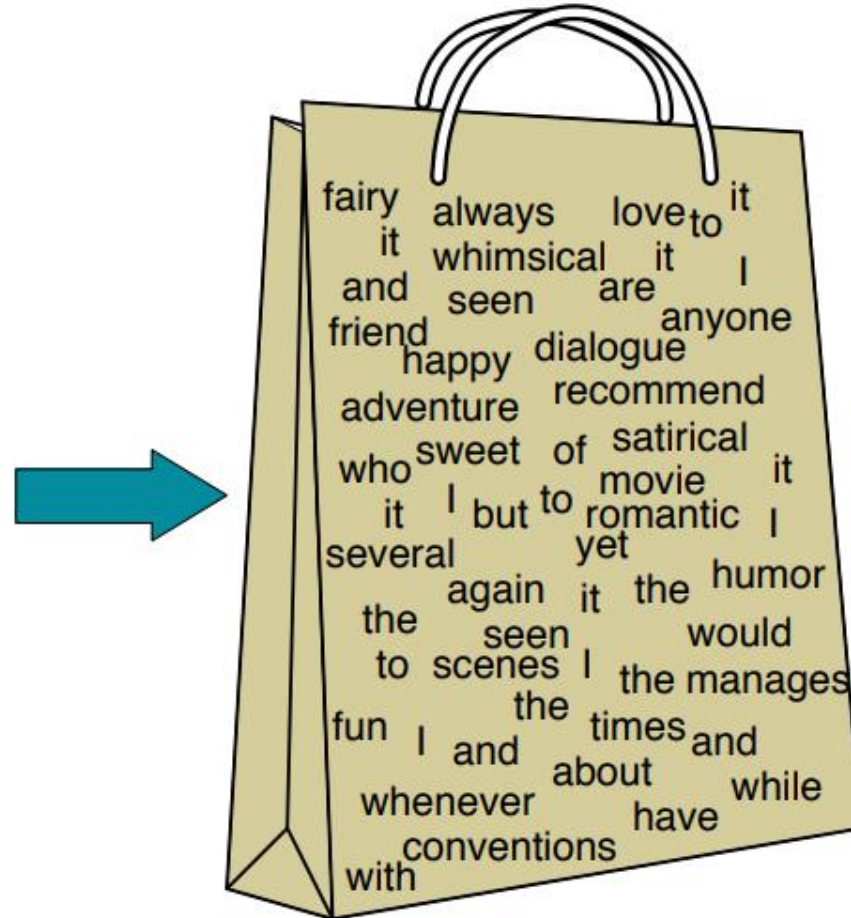 fairy always love to it
it whimsical it I
and seen are anyone
friend happy dialogue
adventure recommend
who sweet of satirical it
it I but to movie romantic I
several yet
again it the humor
the seen would
to scenes I the manages
fun I and the times and
whenever about have while
conventions
with